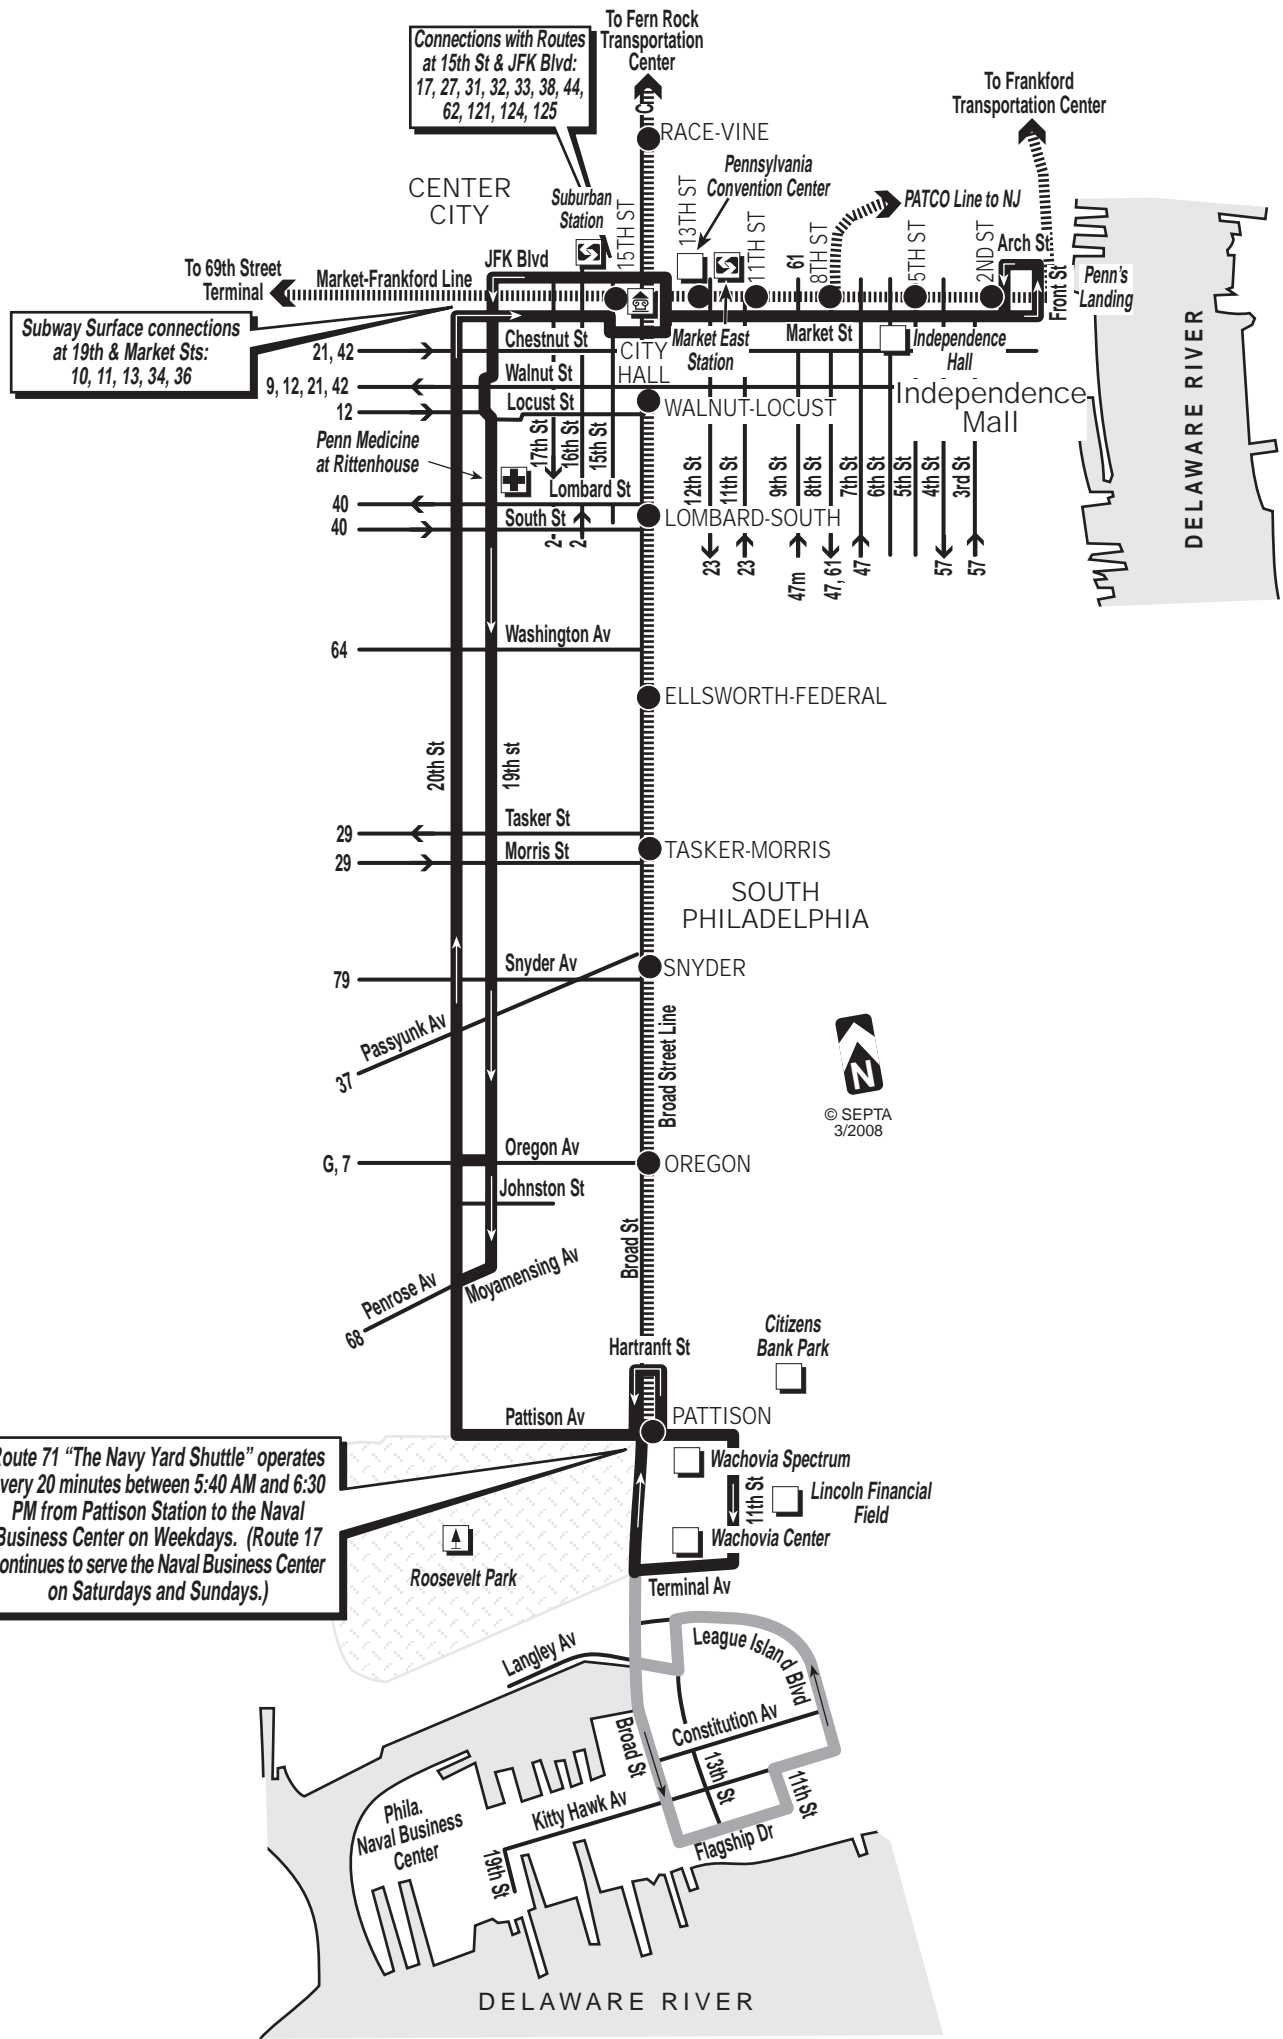 To Fern Rock
Transportation
Center
Connections with Routes
at 15th St & JFK Blvd:
17, 27, 31, 32, 33, 38, 44,
62, 121, 124, 125
To Frankford
Transportation Center
RACE-VINE
Pennsylvania
Convention Center
CENTER
CITY
Suburban
Station
15TH ST
13TH ST
11TH ST
61
8TH ST
PATCO Line to NJ
5TH ST
2ND ST
Arch St
Front St
Penn's
Landing
JFK Blvd
To 69th Street
Terminal
Market-Frankford Line
Subway Surface connections
at 19th & Market Sts:
10, 11, 13, 34, 36
Chestnut St
21, 42
CITY
HALL
Market East
Station
Market St
Independence
Hall
Walnut St
9, 12, 21, 42
Locust St
12
WALNUT-LOCUST
Independence
Mall
DELAWARE RIVER
Penn Medicine
at Rittenhouse
17th St
16th St
15th St
Lombard St
40
South St
40
LOMBARD-SOUTH
2
2
12th St
11th St
9th St
8th St
7th St
6th St
5th St
4th St
3rd St
23
23
47m
47, 61
47
57
57
Washington Av
64
ELLSWORTH-FEDERAL
20th St
19th st
Tasker St
29
Morris St
29
TASKER-MORRIS
SOUTH
PHILADELPHIA
Snyder Av
79
SNYDER
Passyunk Av
37
Broad Street Line
N
© SEPTA
3/2008
Oregon Av
G, 7
OREGON
Johnston St
Broad St
Penrose Av
68
Moyamensing Av
Citizens
Bank Park
Hartranft St
Pattison Av
PATTISON
oute 71 “The Navy Yard Shuttle” operates
very 20 minutes between 5:40 AM and 6:30
PM from Pattison Station to the Naval
Business Center on Weekdays. (Route 17
ontinues to serve the Naval Business Center
on Saturdays and Sundays.)
Wachovia Spectrum
11th St
Lincoln Financial
Field
Wachovia Center
Roosevelt Park
Terminal Av
Langley Av
League Island Blvd
Constitution Av
Broad St
13th St
11th St
Kitty Hawk Av
Flagship Dr
Phila.
Naval Business
Center
19th St
DELAWARE RIVER